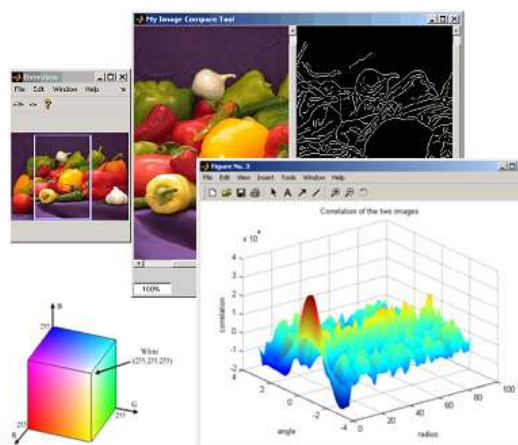 My Image Compare Tool
Overview
File Edit Window Help »
100%
Figure No. 3
File Edit View Insert Tools Window Help
Correlation of the two images
x 10⁴
4
3
2
1
0
-1
-2
correlation
4
2
0
-2
-4
angle
0
20
40
60
80
100
radius
B
255
White
(255,255,255)
G
255
R
255